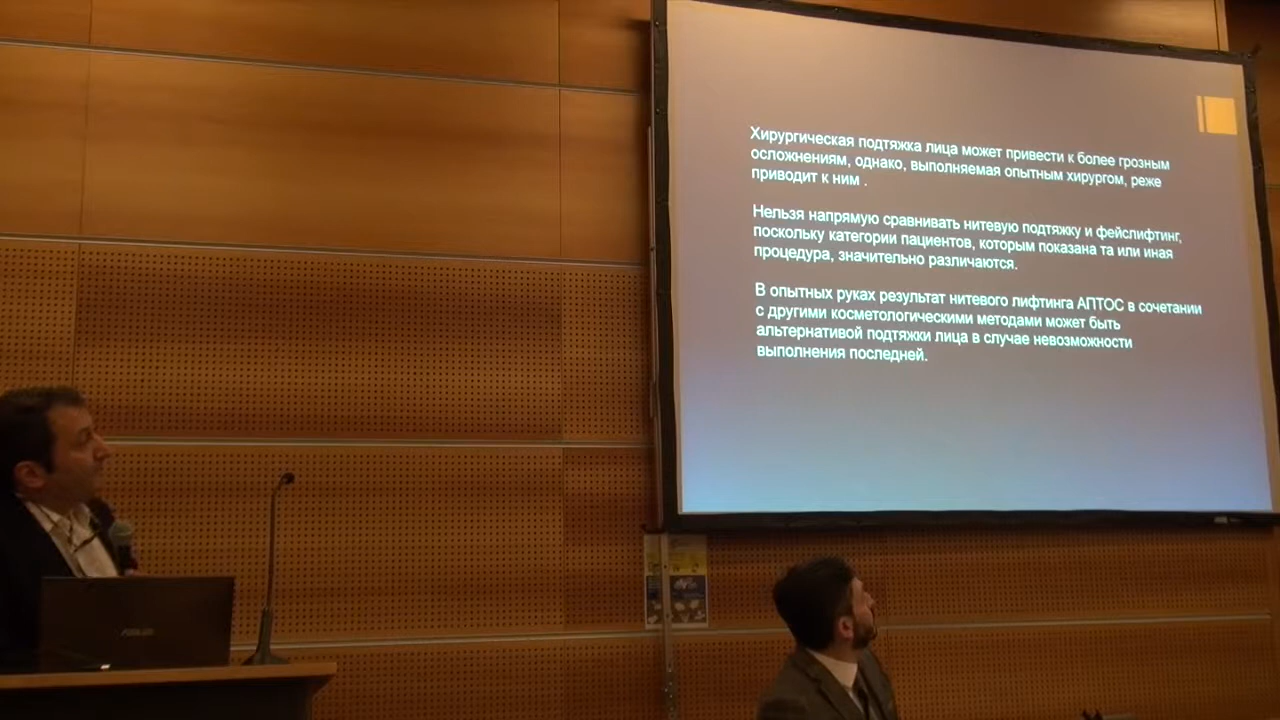 Хирургическая подтяжка лица может привести к более грозным
осложнениям, однако, выполняемая опытным хирургом, реже
приводит к ним .
Нельзя напрямую сравнивать нитевую подтяжку и фейслифтинг,
поскольку категории пациентов, которым показана та или иная
процедура, значительно различаются.
В опытных руках результат нитевого лифтинга АПТОС в сочетании
с другими косметологическими методами может быть
альтернативой подтяжки лица в случае невозможности
выполнения последней.
ASUS